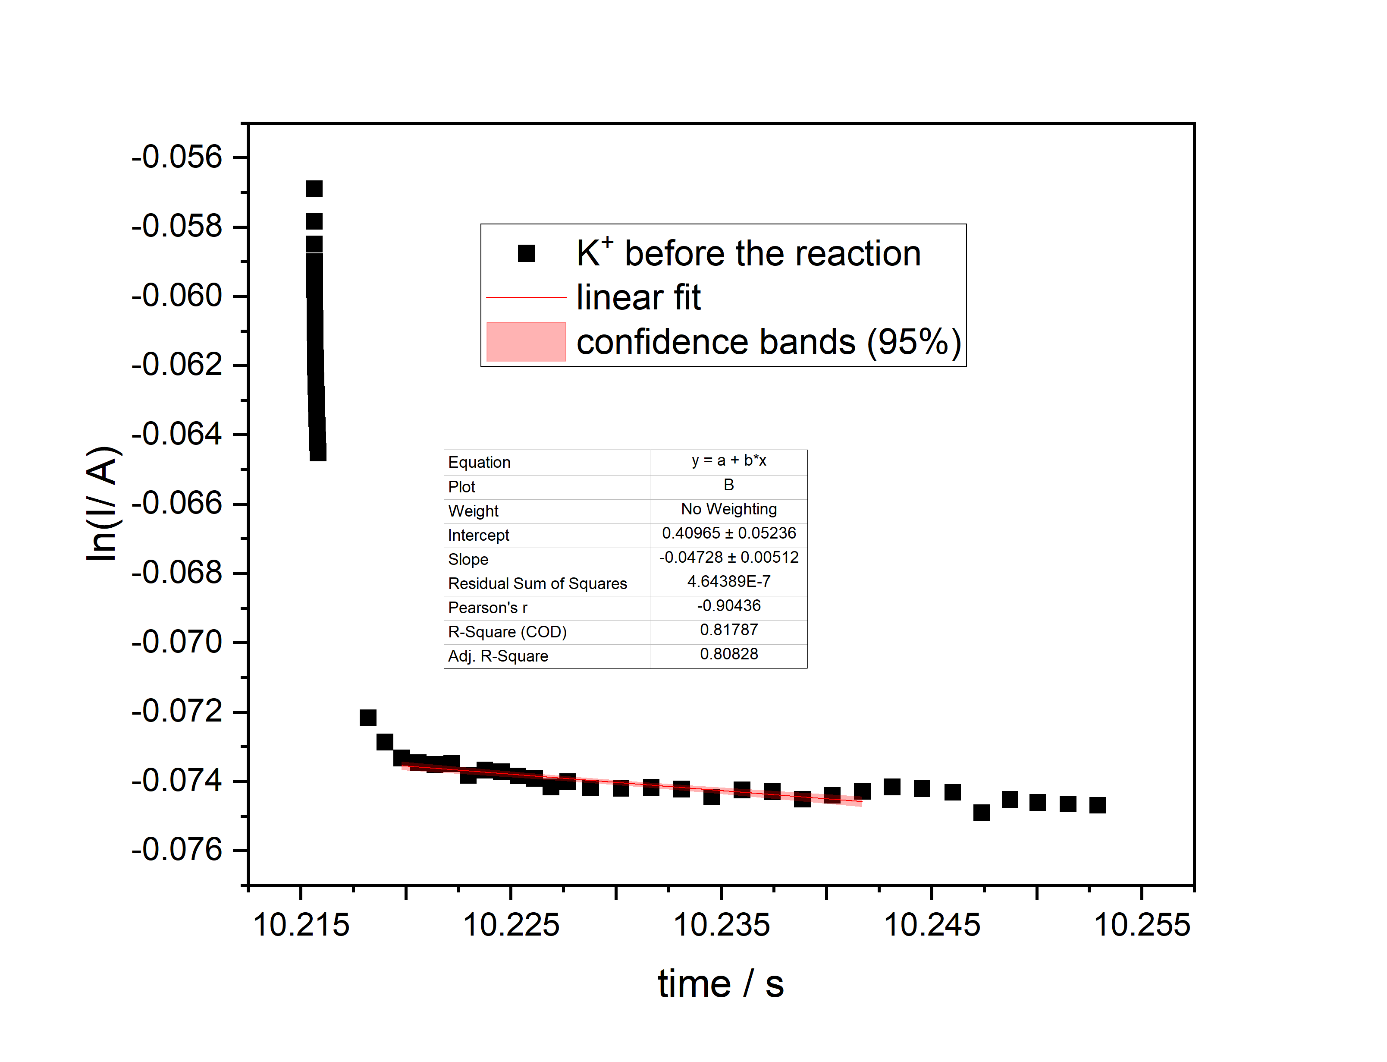 -0.056
-0.058
-0.060
-0.062
-0.064
-0.066
-0.068
-0.070
-0.072
-0.074
-0.076
ln(I/ A)
K⁺ before the reaction
linear fit
confidence bands (95%)
Equation y = a + b*x
Plot B
Weight No Weighting
Intercept 0.40965 ± 0.05236
Slope -0.04728 ± 0.00512
Residual Sum of Squares 4.64389E-7
Pearson's r -0.90436
R-Square (COD) 0.81787
Adj. R-Square 0.80828
10.215 10.225 10.235 10.245 10.255
time / s